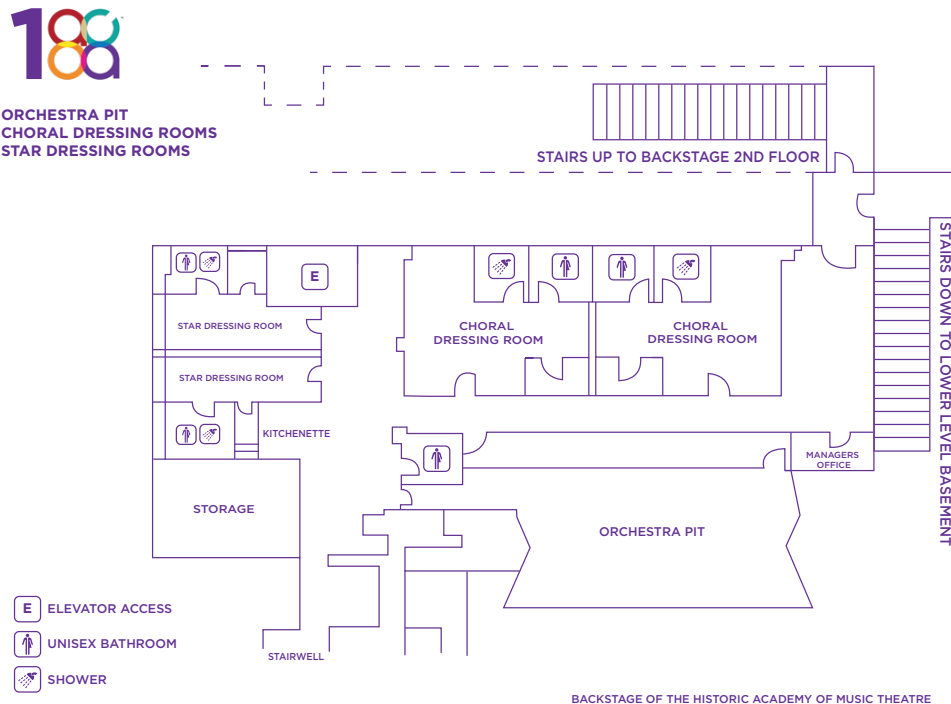 188
ORCHESTRA PIT
CHORAL DRESSING ROOMS
STAR DRESSING ROOMS
STAIRS UP TO BACKSTAGE 2ND FLOOR
STAIRS DOWN TO LOWER LEVEL BASEMENT
E
STAR DRESSING ROOM
CHORAL
DRESSING ROOM
CHORAL
DRESSING ROOM
STAR DRESSING ROOM
KITCHENETTE
MANAGERS
OFFICE
STORAGE
ORCHESTRA PIT
E ELEVATOR ACCESS
UNISEX BATHROOM
SHOWER
STAIRWELL
BACKSTAGE OF THE HISTORIC ACADEMY OF MUSIC THEATRE